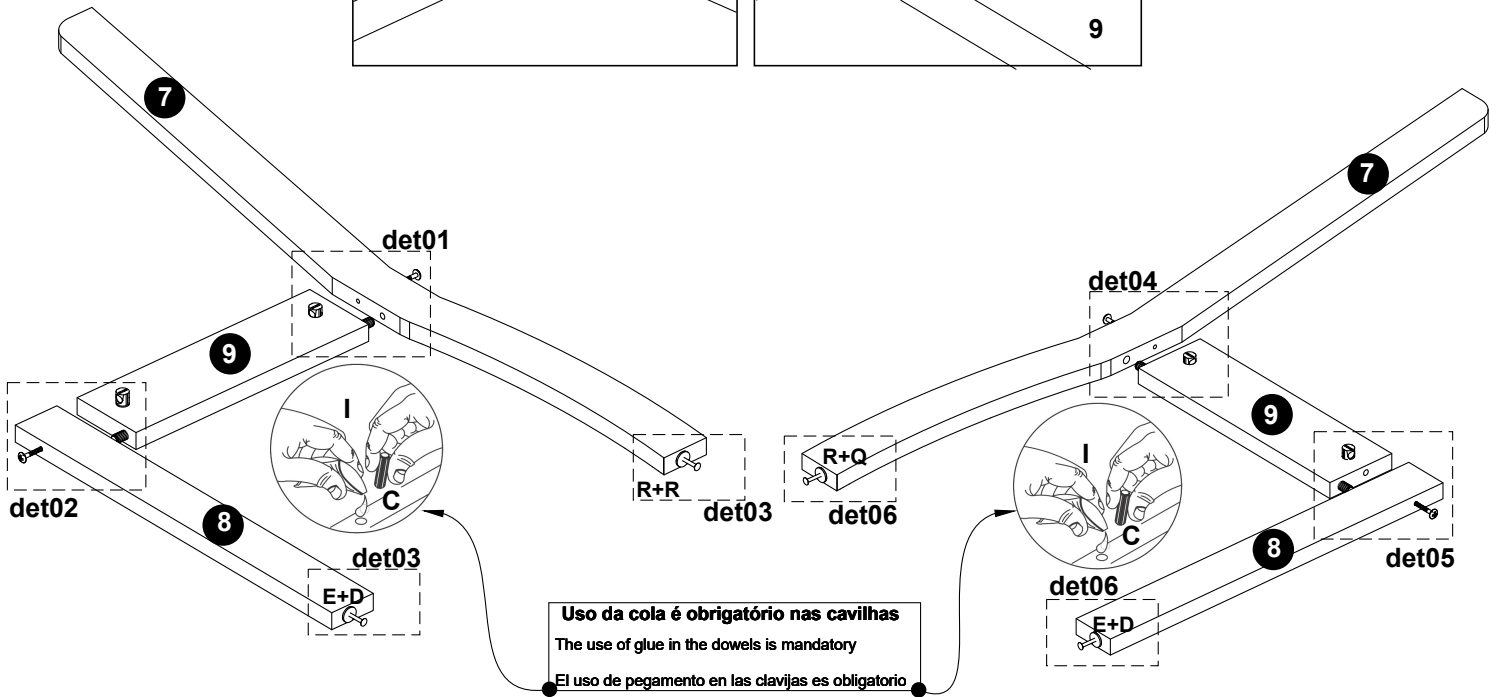 9
7
7
det01
det04
9
9
I
I
C
C
R+R
R+Q
det03
det06
det02
det05
8
8
det03
det06
E+D
E+D
Uso da cola é obrigatório nas cavilhas
The use of glue in the dowels is mandatory
El uso de pegamento en las clavijas es obligatorio